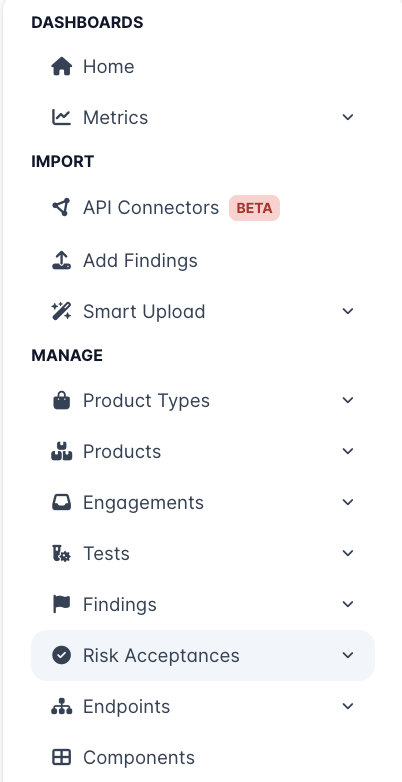 DASHBOARDS
Home
Metrics
IMPORT
API Connectors BETA
Add Findings
Smart Upload
MANAGE
Product Types
Products
Engagements
Tests
Findings
Risk Acceptances
Endpoints
Components